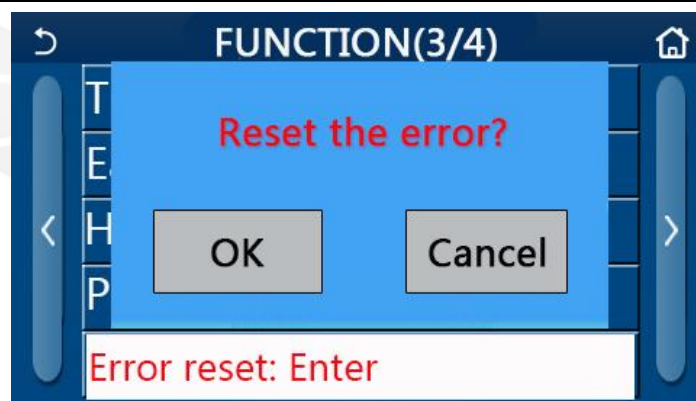 FUNCTION(3/4)
T
Reset the error?
E
H
OK Cancel
P
Error reset: Enter